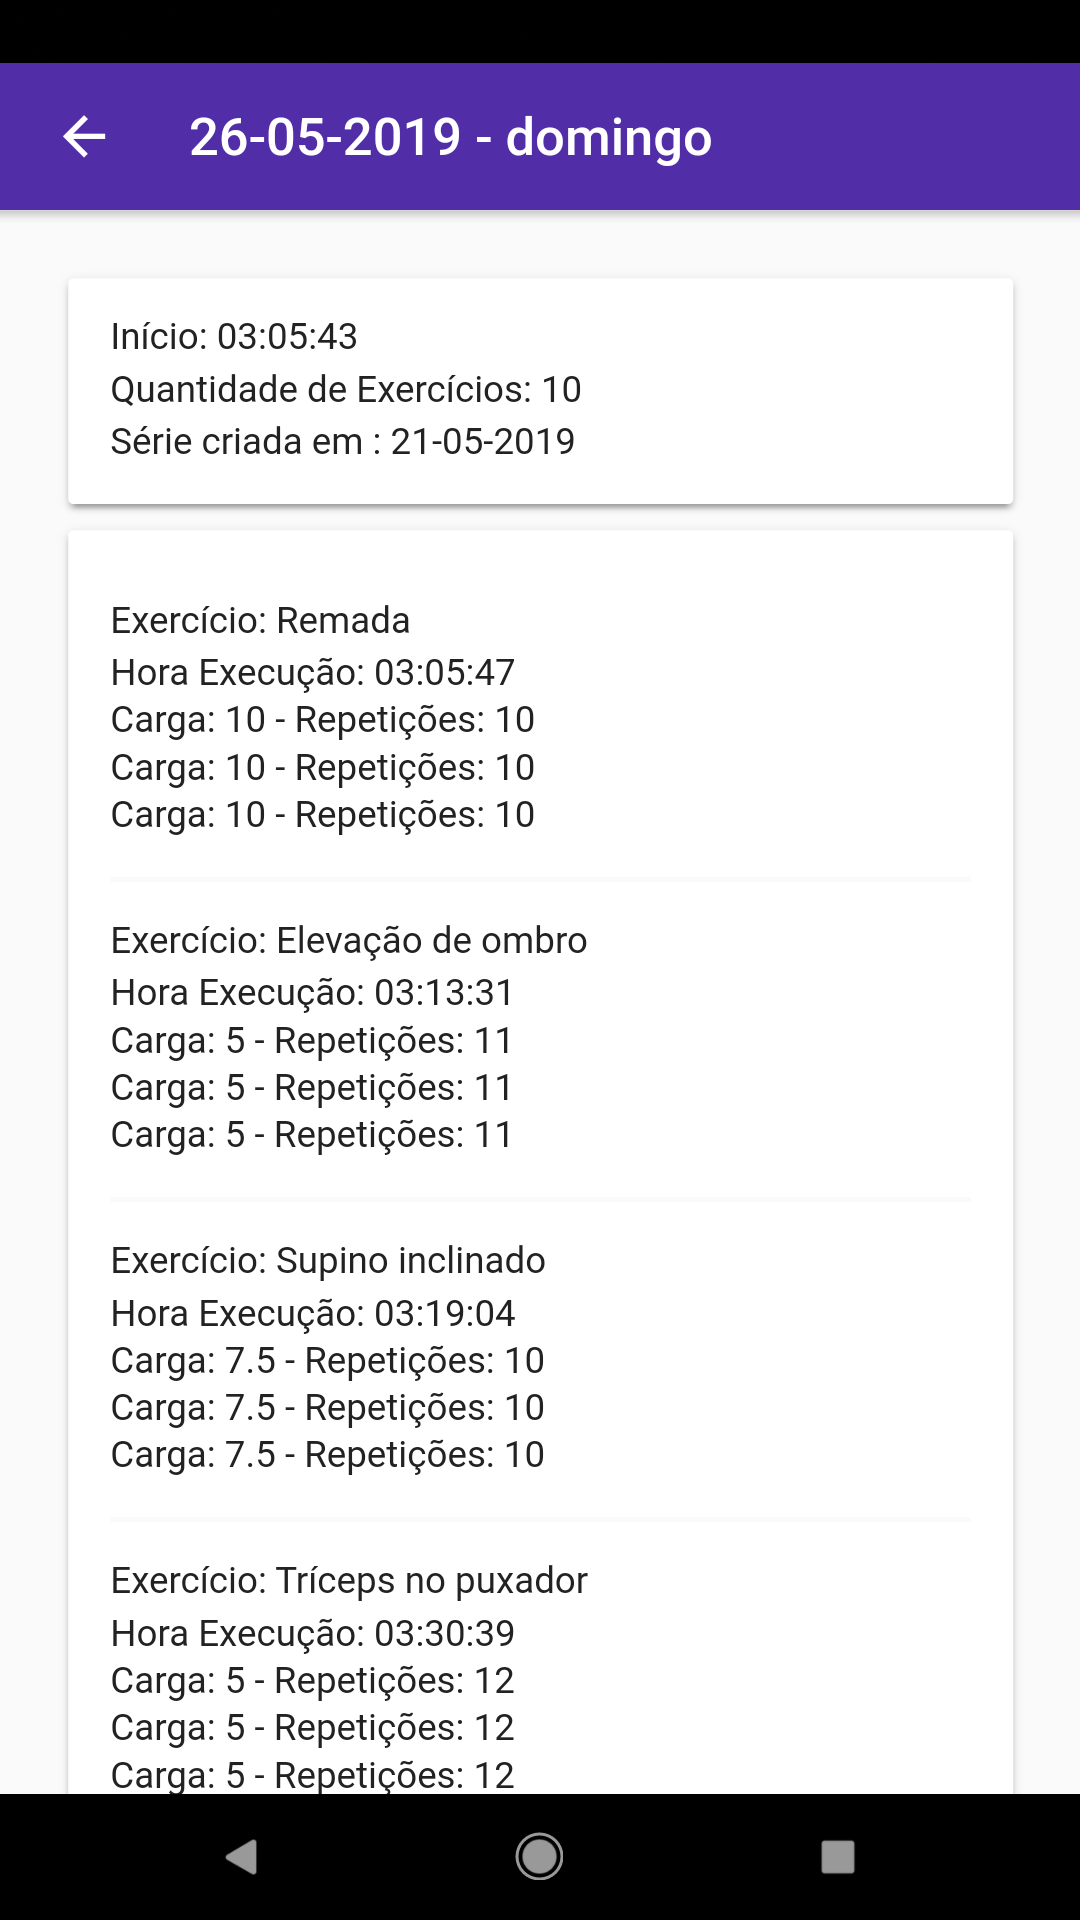 26-05-2019 - domingo
Início: 03:05:43
Quantidade de Exercícios: 10
Série criada em : 21-05-2019
Exercício: Remada
Hora Execução: 03:05:47
Carga: 10 - Repetições: 10
Carga: 10 - Repetições: 10
Carga: 10 - Repetições: 10
Exercício: Elevação de ombro
Hora Execução: 03:13:31
Carga: 5 - Repetições: 11
Carga: 5 - Repetições: 11
Carga: 5 - Repetições: 11
Exercício: Supino inclinado
Hora Execução: 03:19:04
Carga: 7.5 - Repetições: 10
Carga: 7.5 - Repetições: 10
Carga: 7.5 - Repetições: 10
Exercício: Tríceps no puxador
Hora Execução: 03:30:39
Carga: 5 - Repetições: 12
Carga: 5 - Repetições: 12
Carga: 5 - Repetições: 12